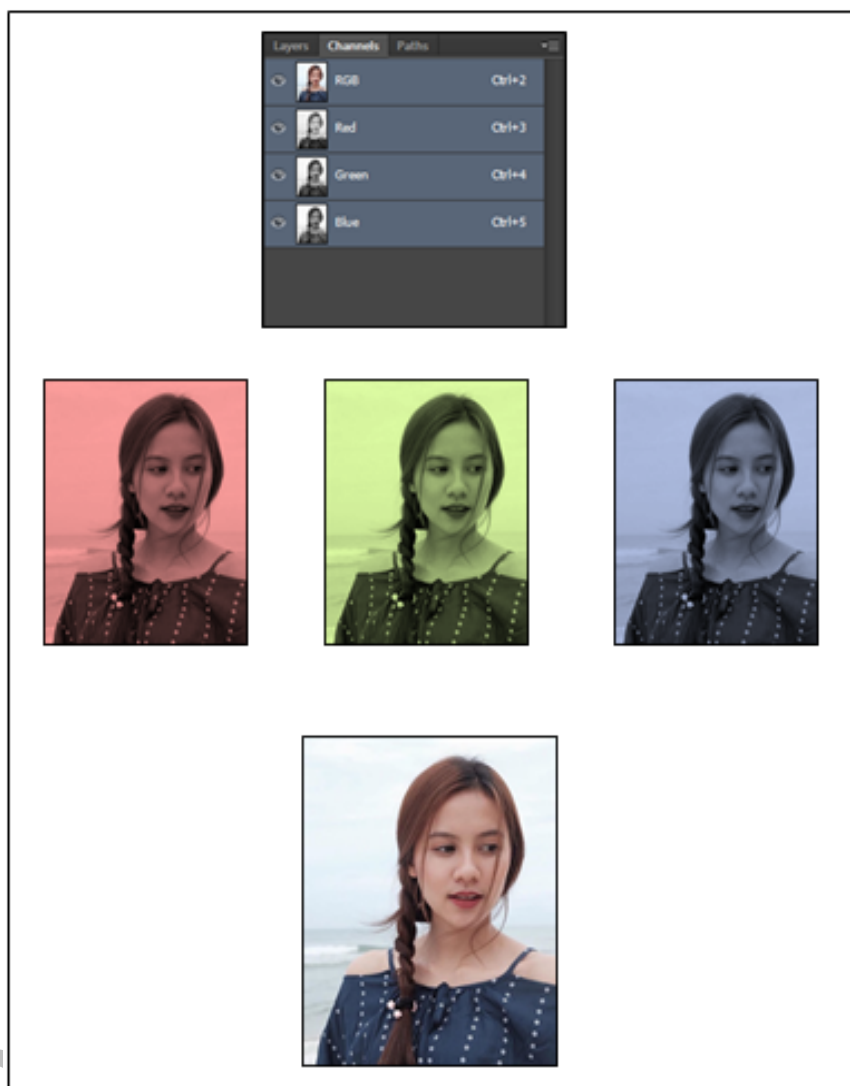 Layers Channels Paths
RGB Ctrl+2
Red Ctrl+3
Green Ctrl+4
Blue Ctrl+5